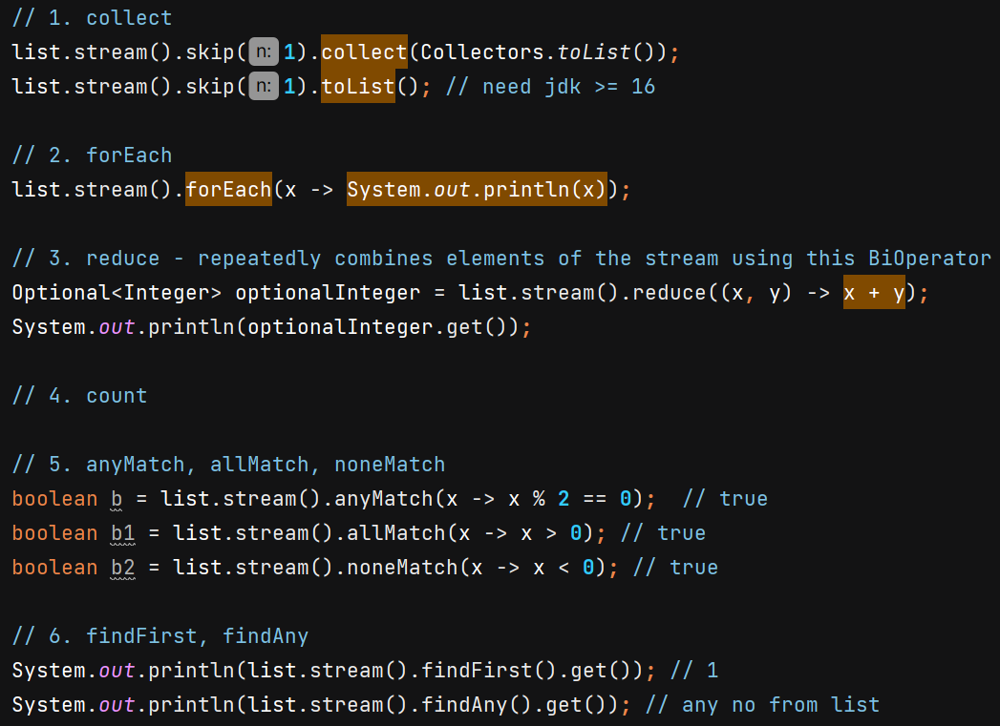 // 1. collect
list.stream().skip( n: 1).collect(Collectors.toList());
list.stream().skip( n: 1).toList(); // need jdk >= 16
// 2. forEach
list.stream().forEach(x -> System.out.println(x));
// 3. reduce - repeatedly combines elements of the stream using this BiOperator
Optional<Integer> optionalInteger = list.stream().reduce((x, y) -> x + y);
System.out.println(optionalInteger.get());
// 4. count
// 5. anyMatch, allMatch, noneMatch
boolean b = list.stream().anyMatch(x -> x % 2 == 0);  // true
boolean b1 = list.stream().allMatch(x -> x > 0); // true
boolean b2 = list.stream().noneMatch(x -> x < 0); // true
// 6. findFirst, findAny
System.out.println(list.stream().findFirst().get()); // 1
System.out.println(list.stream().findAny().get()); // any no from list